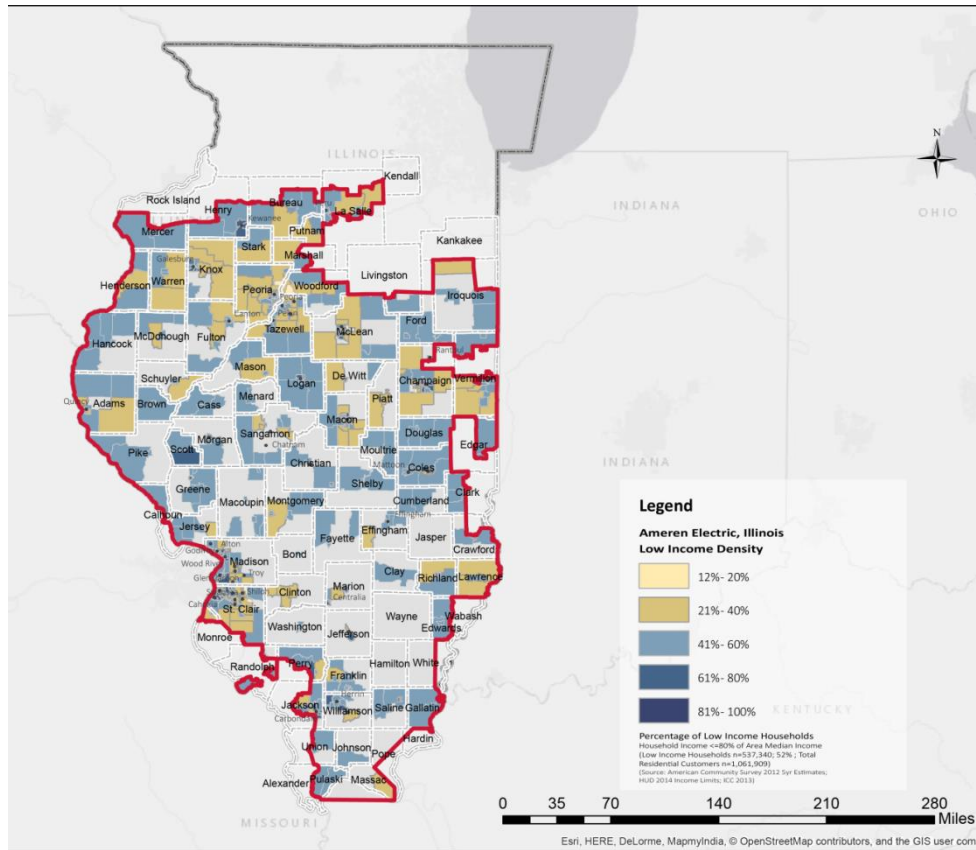 N
ILLINOIS
Kendall
Rock Island
Henry
Bureau
La Salle
INDIANA
OHIO
Kewanee
Mercer
Putnam
Kankakee
Stark
Marshall
Galesburg
Knox
Livingston
Henderson
Warren
Peoria
Woodford
Iroquois
Peoria
Pekin
Canton
Tazewell
McLean
Ford
Hancock
McDonough
Fulton
Rantoul
Mason
Schuyler
Logan
De Witt
Champaign
Vermilion
Quincy
Adams
Brown
Cass
Menard
Piatt
Macon
Morgan
Sangamon
Douglas
Edgar
Pike
Scott
Chatham
Moultrie
INDIANA
Christian
Mattoon
Coles
Greene
Shelby
Clark
Macoupin
Montgomery
Cumberland
Calhoun
Jersey
Effingham
Fayette
Effingham
Jasper
Crawford
Alton
Bond
Wood River
Madison
Troy
Clay
Richland
Lawrence
Marion
Clinton
Centralia
St. Clair
Wayne
Wabash
Washington
Edwards
Monroe
Jefferson
Randolph
Perry
Hamilton
White
Franklin
Jackson
Herrin
Williamson
Saline
Gallatin
Carbondale
Hardin
Union
Johnson
Pope
Alexander
Pulaski
Massac
MISSOURI
KENTUCKY
Legend
Ameren Electric, Illinois
Low Income Density
12%- 20%
21%- 40%
41%- 60%
61%- 80%
81%- 100%
Percentage of Low Income Households
Household Income <=80% of Area Median Income
(Low Income Households n=537,340; 52% ; Total
Residential Customers n=1,061,909)
(Source: American Community Survey 2012 5yr Estimates;
HUD 2014 Income Limits; ICC 2013)
0 35 70 140 210 280
Miles
Esri, HERE, DeLorme, MapmyIndia, © OpenStreetMap contributors, and the GIS user com